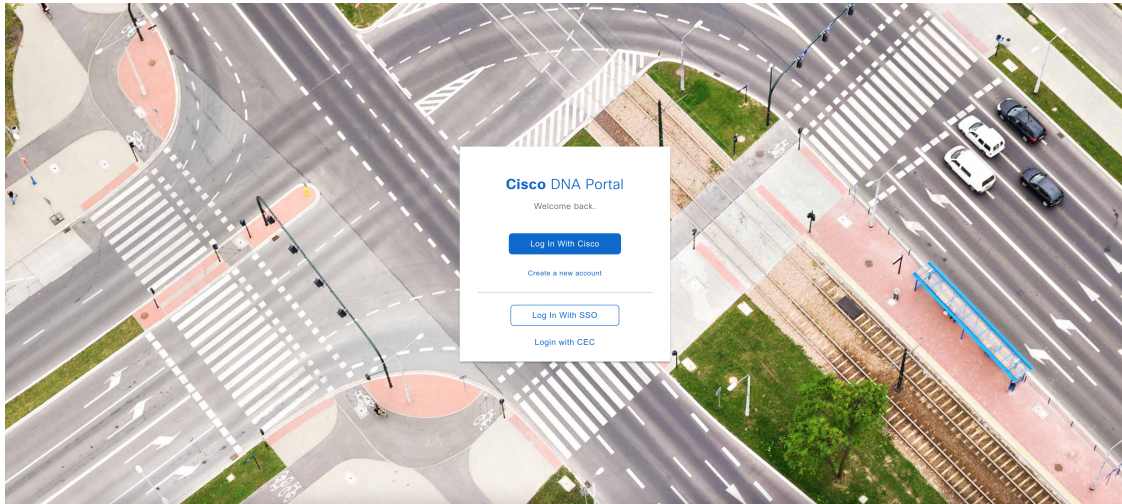 Cisco DNA Portal
Welcome back.
Log In With Cisco
Create a new account
Log In With SSO
Login with CEC